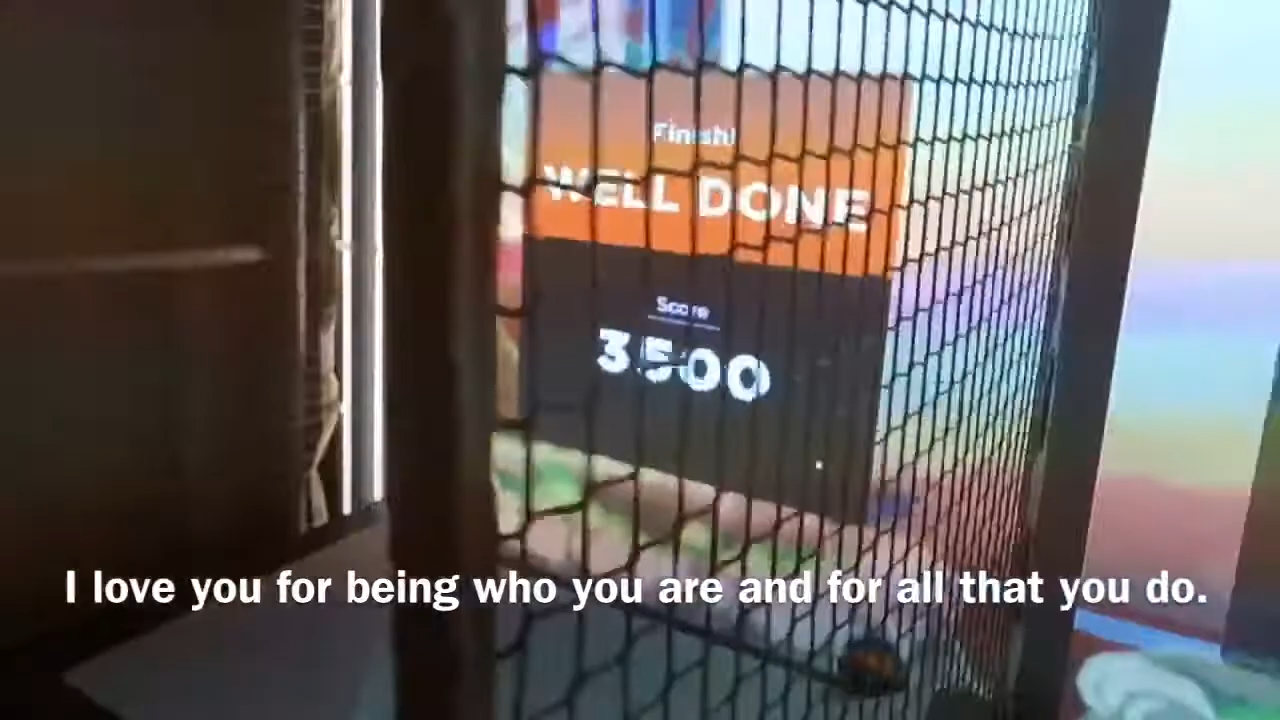 Finish!
WELL DONE
Score
3500
I love you for being who you are and for all that you do.